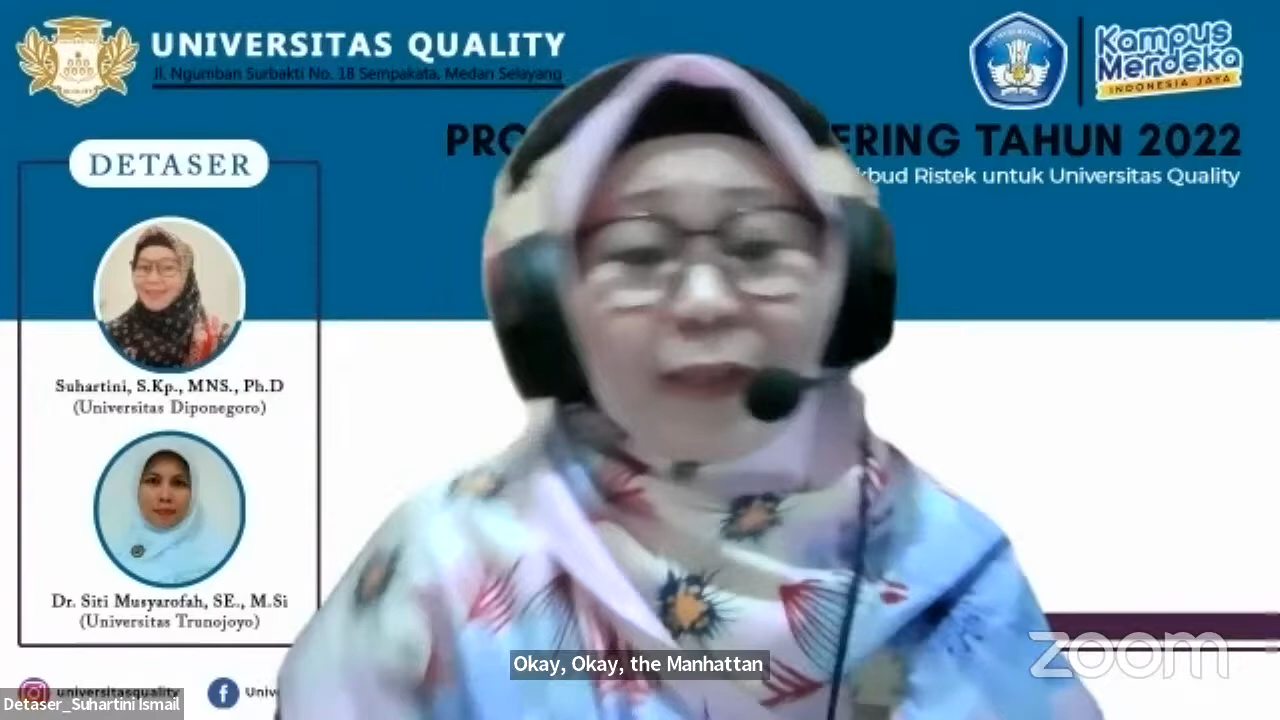 UNIVERSITAS QUALITY
Jl. Ngumban Surbakti No. 18 Sempakata, Medan Selayang
Kampus
Merdeka
INDONESIA JAYA
ERING TAHUN 2022
Ristek untuk Universitas Quality
DETASER
Suhartini, S.Kp., MNS., Ph.D
(Universitas Diponegoro)
Dr. Siti Musyarofah, SE., M.Si
(Universitas Trunojoyo)
universitasquality
Okay, Okay, the Manhattan
zoom
Detaser_Suhartini Ismail